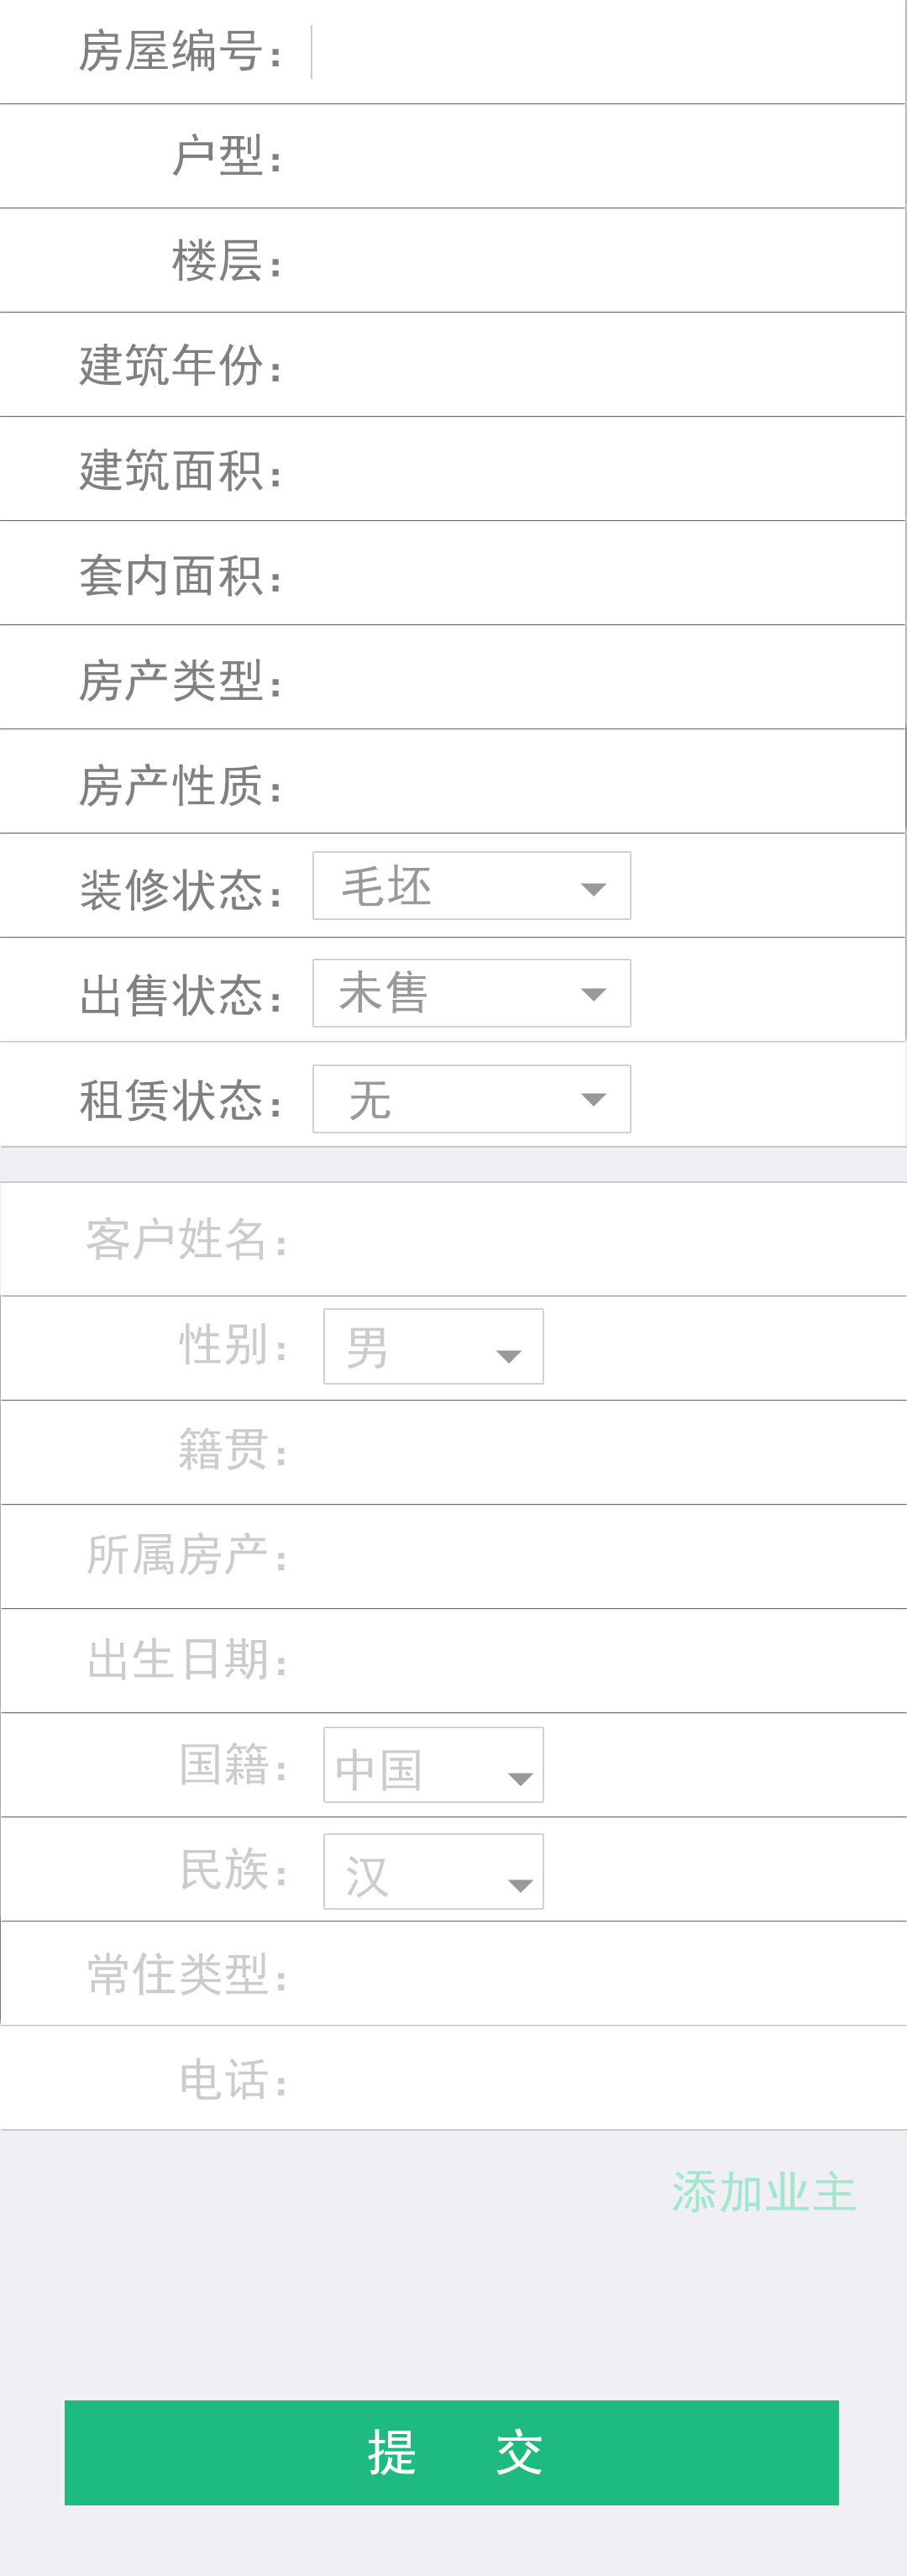 房屋编号:
户型:
楼层:
建筑年份:
建筑面积:
套内面积:
房产类型:
房产性质:
装修状态: 毛坯
出售状态: 未售
租赁状态: 无
客户姓名:
性别: 男
籍贯:
所属房产:
出生日期:
国籍: 中国
民族: 汉
常住类型:
电话:
添加业主
提 交